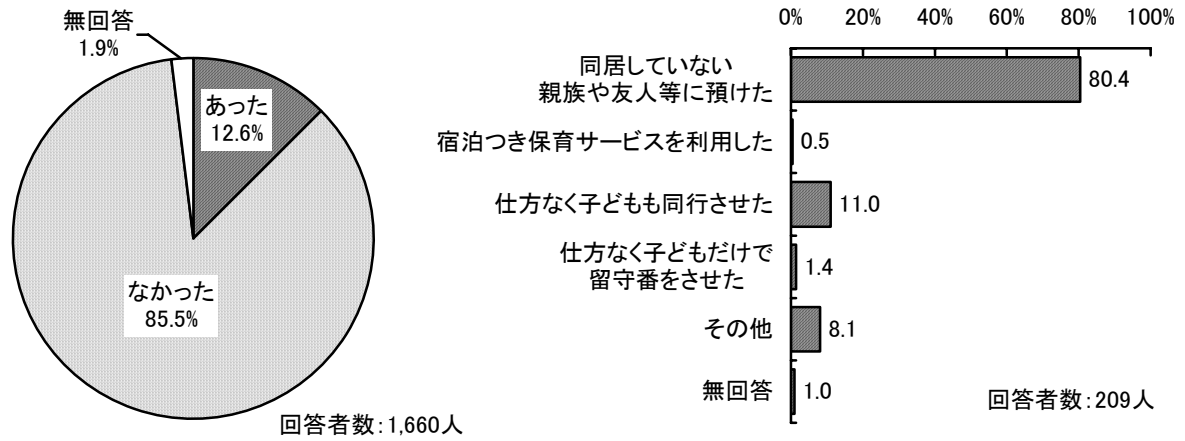 無回答
1.9%
あった
12.6%
なかった
85.5%
回答者数：1,660人
0%
20%
40%
60%
80%
100%
同居していない
親族や友人等に預けた
80.4
宿泊つき保育サービスを利用した
0.5
仕方なく子どもも同行させた
11.0
仕方なく子どもだけで
留守番をさせた
1.4
その他
8.1
無回答
1.0
回答者数：209人